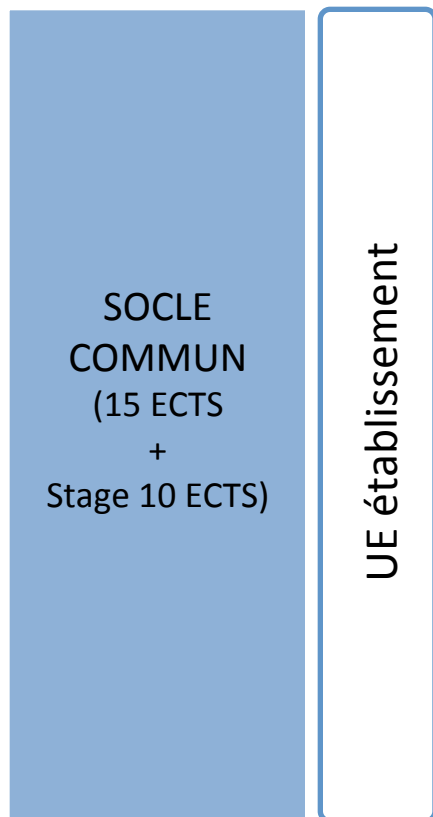 SOCLE
COMMUN
(15 ECTS
+
Stage 10 ECTS)
UE établissement